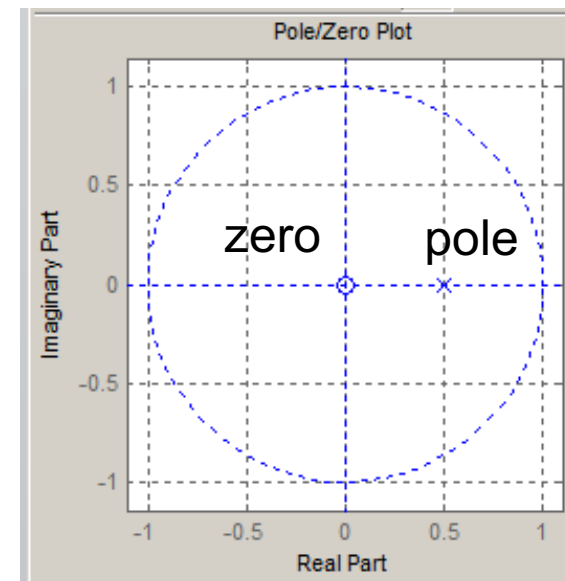 Pole/Zero Plot
1
0.5
zero pole
0
-0.5
-1
Imaginary Part
-1 -0.5 0 0.5 1
Real Part